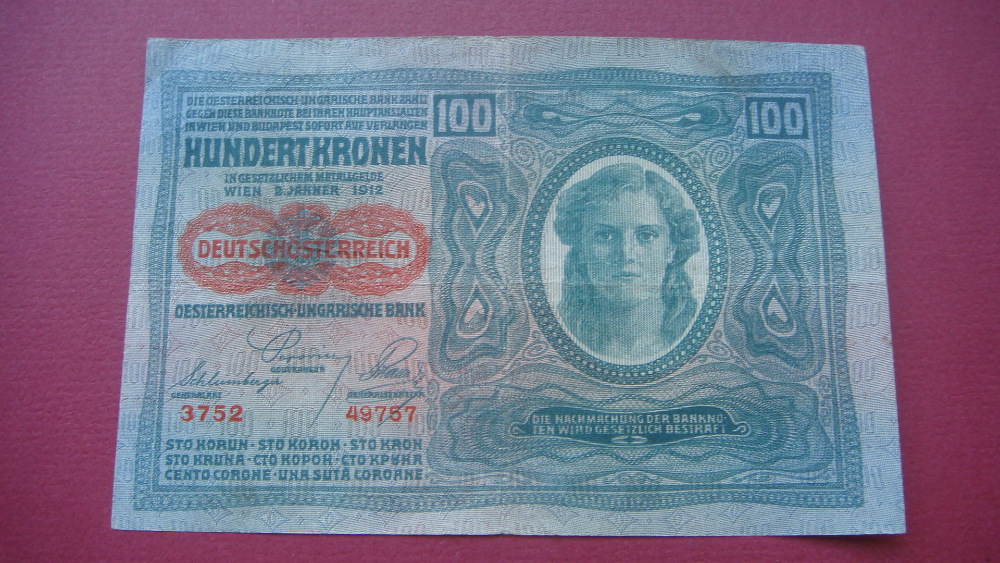 DIE OESTERREICHISCH-UNGARISCHE BANK ZAHLT
GEGEN DIESE BANKNOTE BEI IHREN HAUPTANSTALTEN
IN WIEN UND BUDAPEST SOFORT AUF VERLANGEN
HUNDERT KRONEN
IN GESETZLICHEM METALLGELDE
WIEN 2. JÄNNER 1912
DEUTSCHÖSTERREICH
OESTERREICHISCH-UNGARISCHE BANK
GOUVERNEUR
Schlumberger
GENERALRAT
GENERALSEKRETÄR
3752 49757
STO KORUN · STO KORON · STO KRON
STO KRUNA · СТО КОРОН · СТО КРУНА
CENTO CORONE · UNA SUTĂ COROANE
100
100
DIE NACHMACHUNG DER BANKNO-
TEN WIRD GESETZLICH BESTRAFT